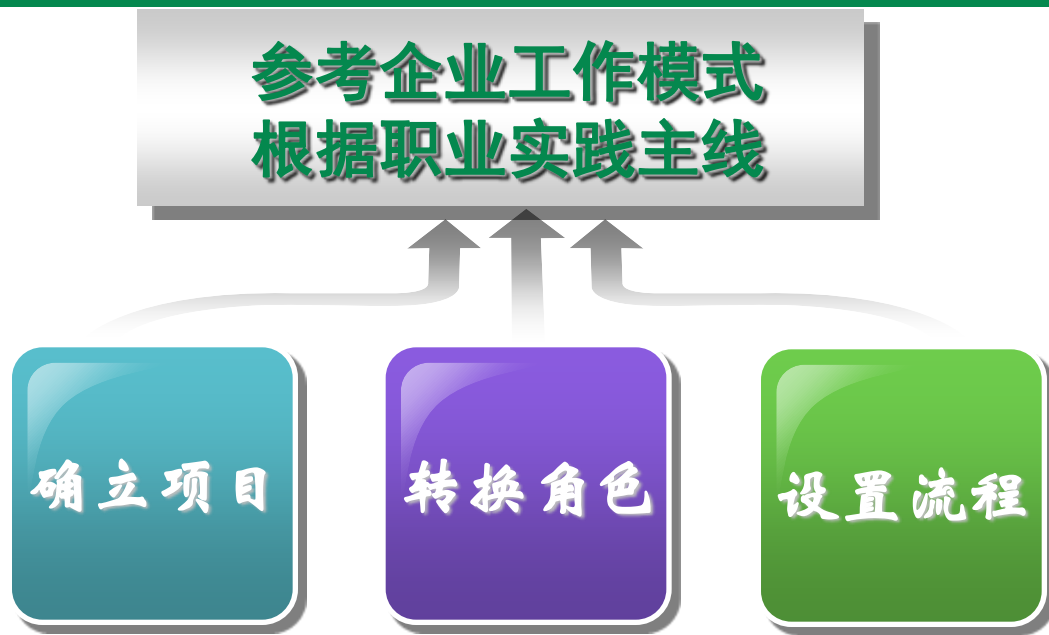 参考企业工作模式
根据职业实践主线
确立项目
转换角色
设置流程